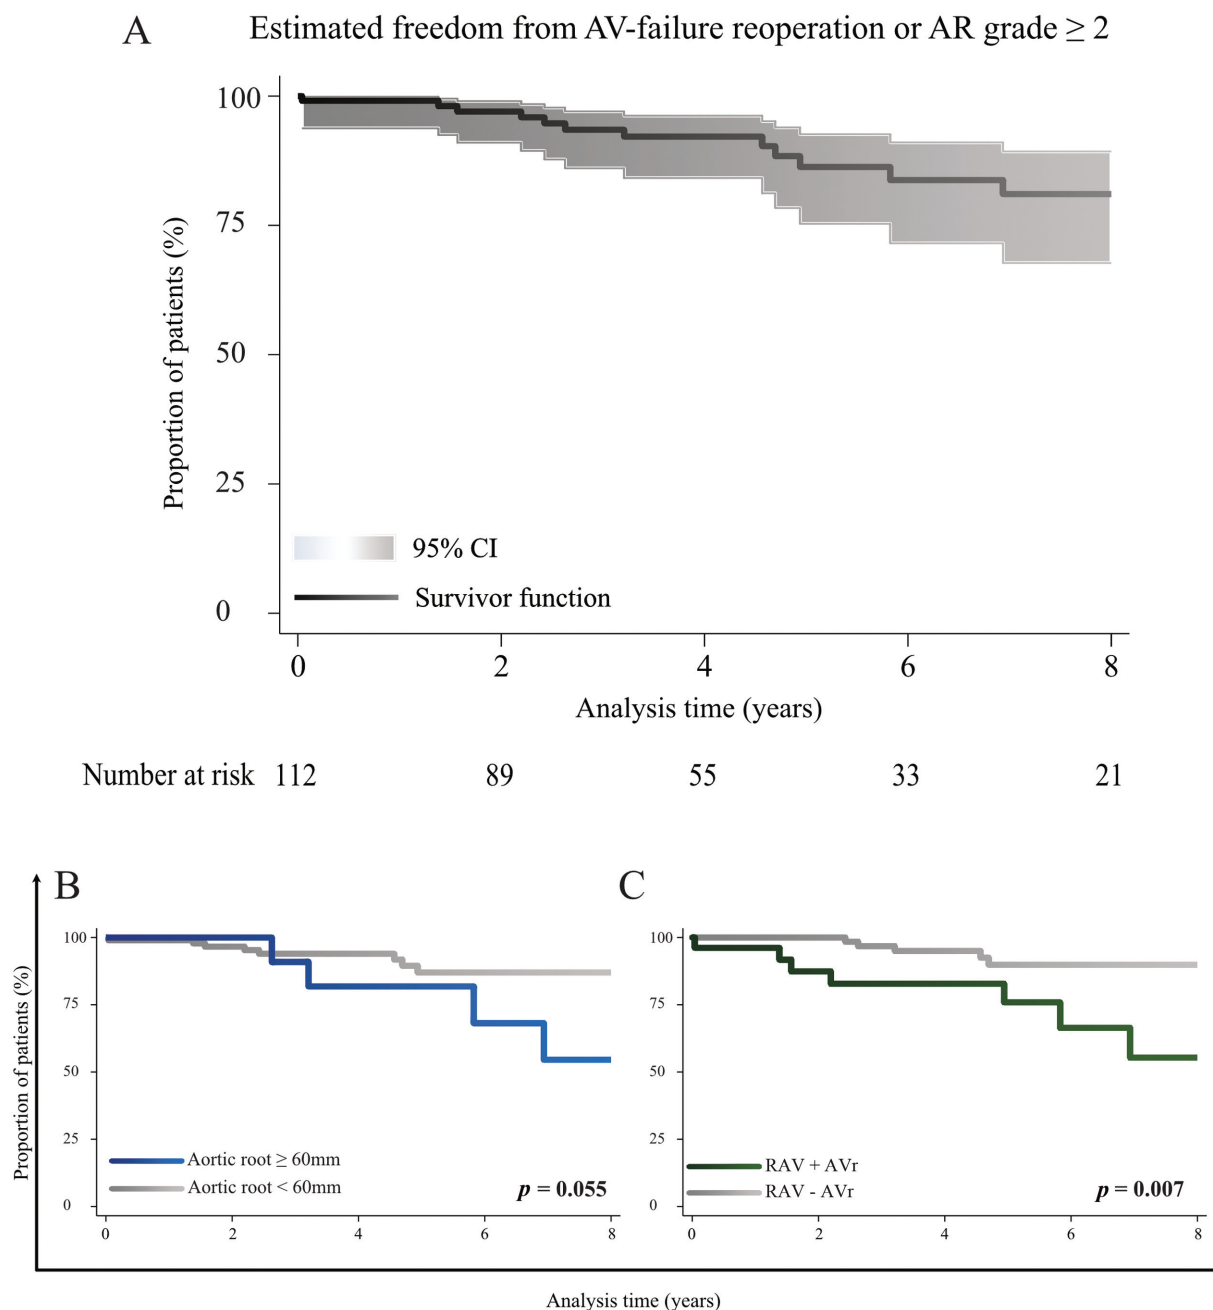 A Estimated freedom from AV-failure reoperation or AR grade ≥ 2
Proportion of patients (%)
100
75
50
25
0
95% CI
Survivor function
0 2 4 6 8
Analysis time (years)
Number at risk 112 89 55 33 21
Proportion of patients (%)
B
100
75
50
25
0
Aortic root ≥ 60mm
Aortic root < 60mm
p = 0.055
0 2 4 6 8
C
100
75
50
25
0
RAV + AVr
RAV - AVr
p = 0.007
0 2 4 6 8
Analysis time (years)